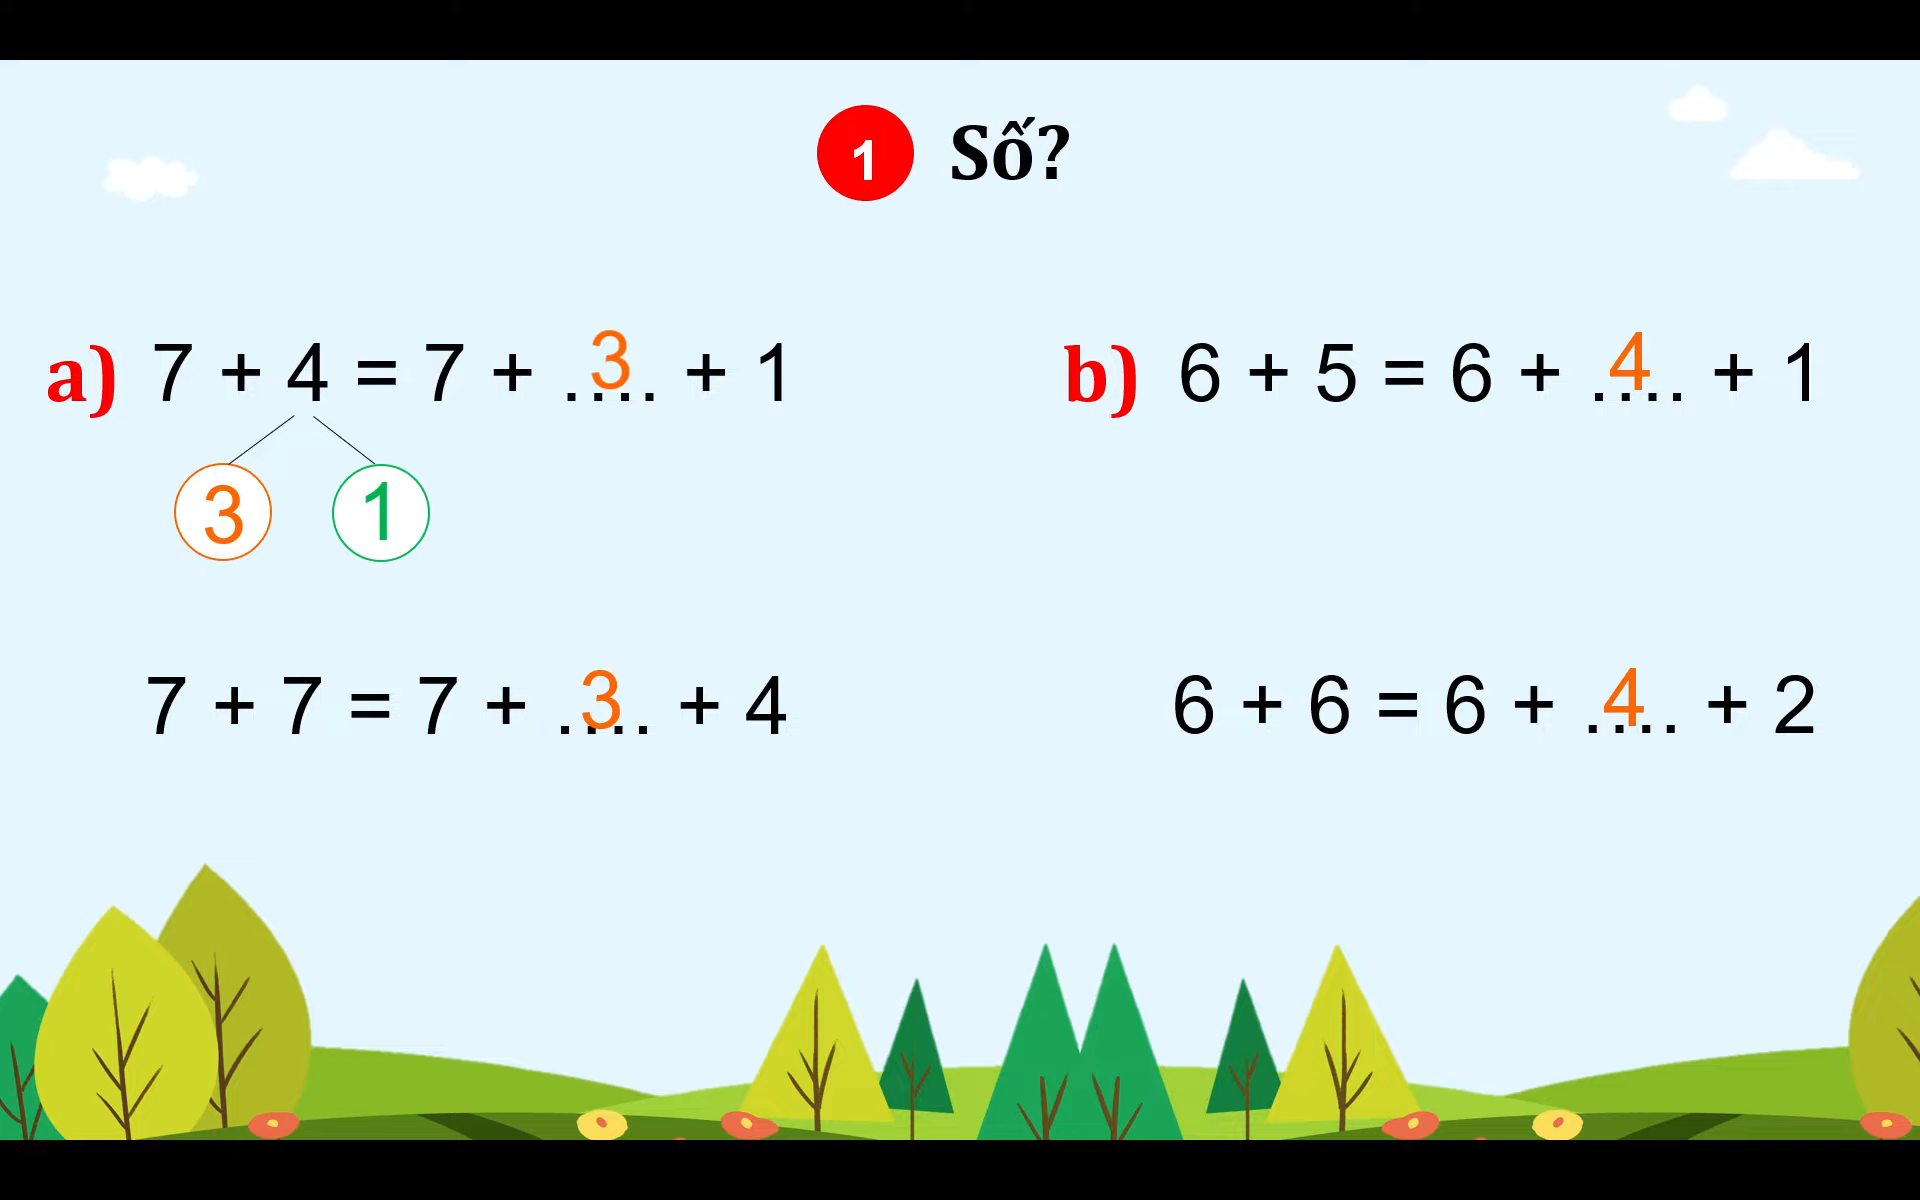 1 Số?
a) 7 + 4 = 7 + .3... + 1
3 1
7 + 7 = 7 + .3... + 4
b) 6 + 5 = 6 + .4... + 1
6 + 6 = 6 + .4... + 2